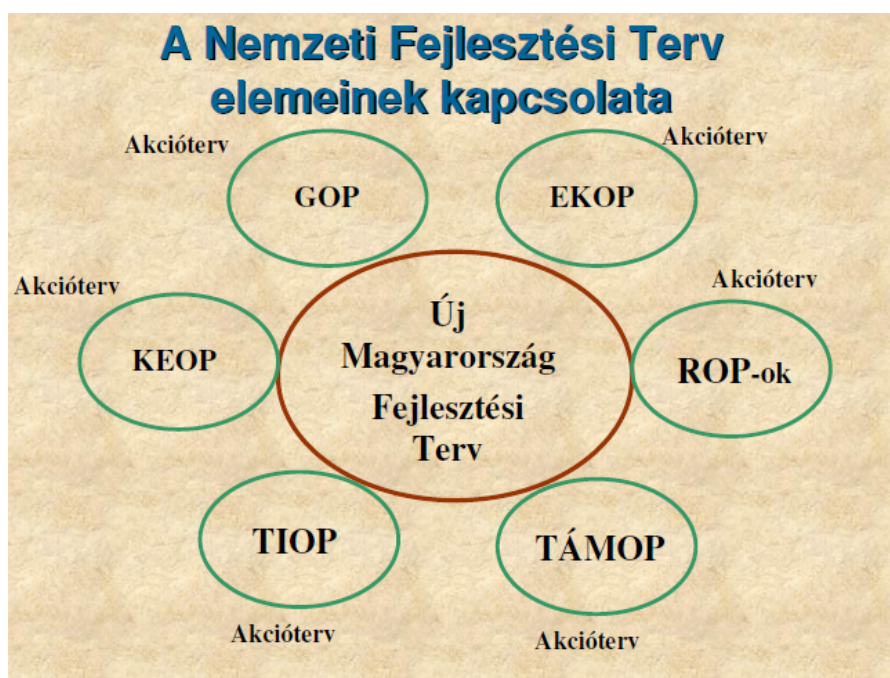 A Nemzeti Fejlesztési Terv
elemeinek kapcsolata
Akcióterv
Akcióterv
GOP
EKOP
Akcióterv
Akcióterv
KEOP
Új
Magyarország
Fejlesztési
Terv
ROP-ok
TIOP
TÁMOP
Akcióterv
Akcióterv